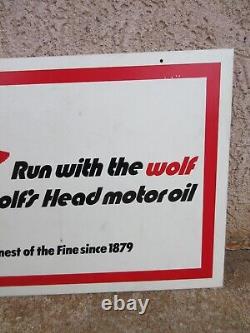 Run with the wolf
olf's Head motor oil
nest of the Fine since 1879